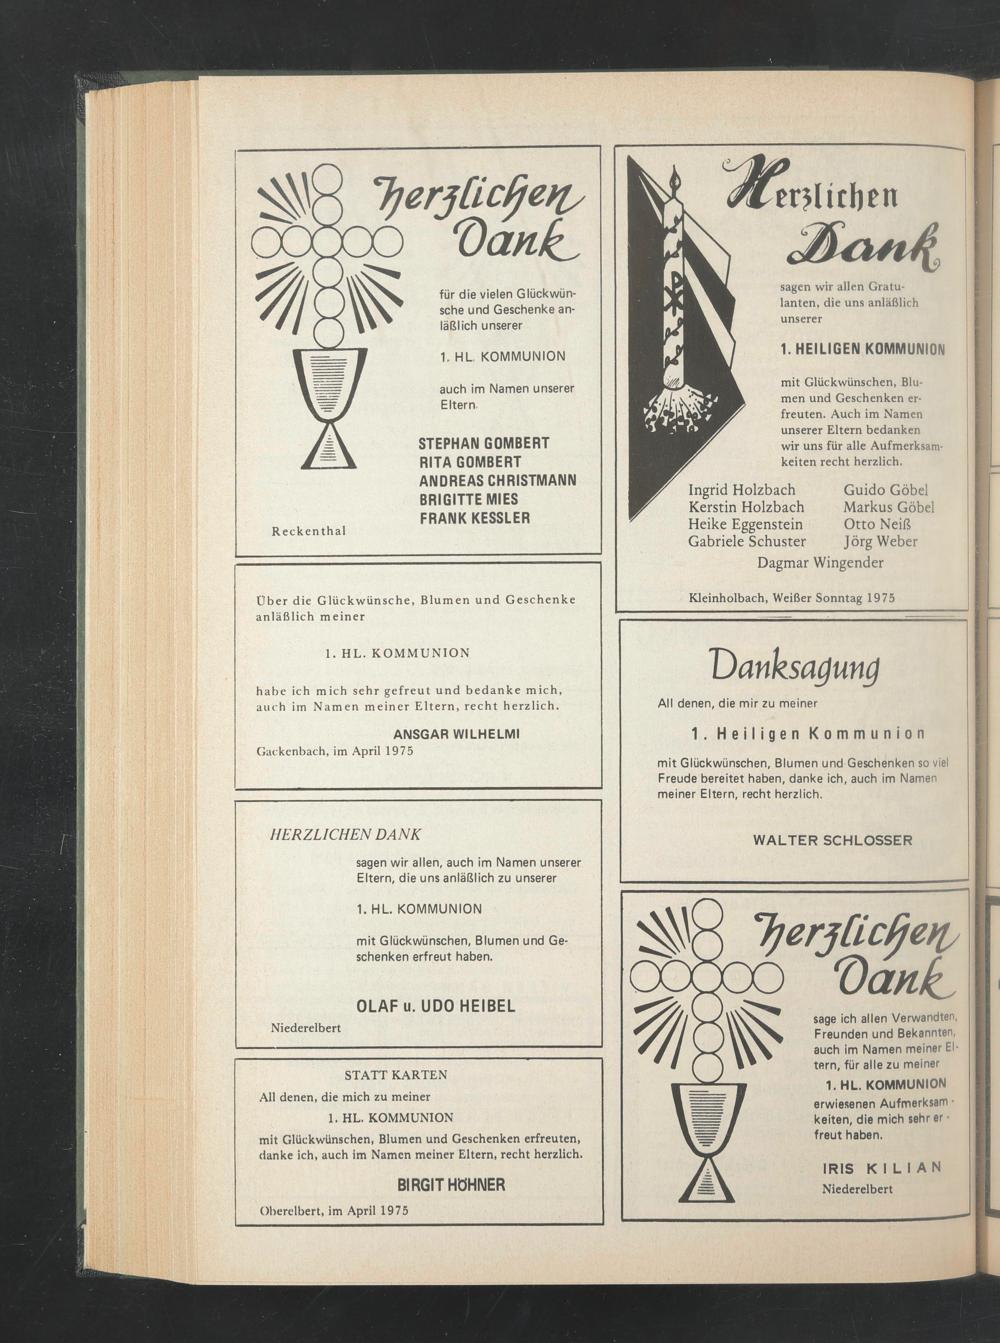 Herzlichen
Dank
für die vielen Glückwün-
sche und Geschenke an-
läßlich unserer
1. HL. KOMMUNION
auch im Namen unserer
Eltern.
STEPHAN GOMBERT
RITA GOMBERT
ANDREAS CHRISTMANN
BRIGITTE MIES
FRANK KESSLER
Reckenthal
Über die Glückwünsche, Blumen und Geschenke
anläßlich meiner
1. HL. KOMMUNION
habe ich mich sehr gefreut und bedanke mich,
auch im Namen meiner Eltern, recht herzlich.
ANSGAR WILHELMI
Gackenbach, im April 1975
HERZLICHEN DANK
sagen wir allen, auch im Namen unserer
Eltern, die uns anläßlich zu unserer
1. HL. KOMMUNION
mit Glückwünschen, Blumen und Ge-
schenken erfreut haben.
OLAF u. UDO HEIBEL
Niederelbert
STATT KARTEN
All denen, die mich zu meiner
1. HL. KOMMUNION
mit Glückwünschen, Blumen und Geschenken erfreuten,
danke ich, auch im Namen meiner Eltern, recht herzlich.
BIRGIT HÖHNER
Oberelbert, im April 1975
Herzlichen
Dank
sagen wir allen Gratu-
lanten, die uns anläßlich
unserer
1. HEILIGEN KOMMUNION
mit Glückwünschen, Blu-
men und Geschenken er-
freuten. Auch im Namen
unserer Eltern bedanken
wir uns für alle Aufmerksam-
keiten recht herzlich.
Ingrid Holzbach Guido Göbel
Kerstin Holzbach Markus Göbel
Heike Eggenstein Otto Neiß
Gabriele Schuster Jörg Weber
Dagmar Wingender
Kleinholbach, Weißer Sonntag 1975
Danksagung
All denen, die mir zu meiner
1. Heiligen Kommunion
mit Glückwünschen, Blumen und Geschenken so viel
Freude bereitet haben, danke ich, auch im Namen
meiner Eltern, recht herzlich.
WALTER SCHLOSSER
Herzlichen
Dank
sage ich allen Verwandten,
Freunden und Bekannten,
auch im Namen meiner El-
tern, für alle zu meiner
1. HL. KOMMUNION
erwiesenen Aufmerksam-
keiten, die mich sehr er-
freut haben.
IRIS KILIAN
Niederelbert